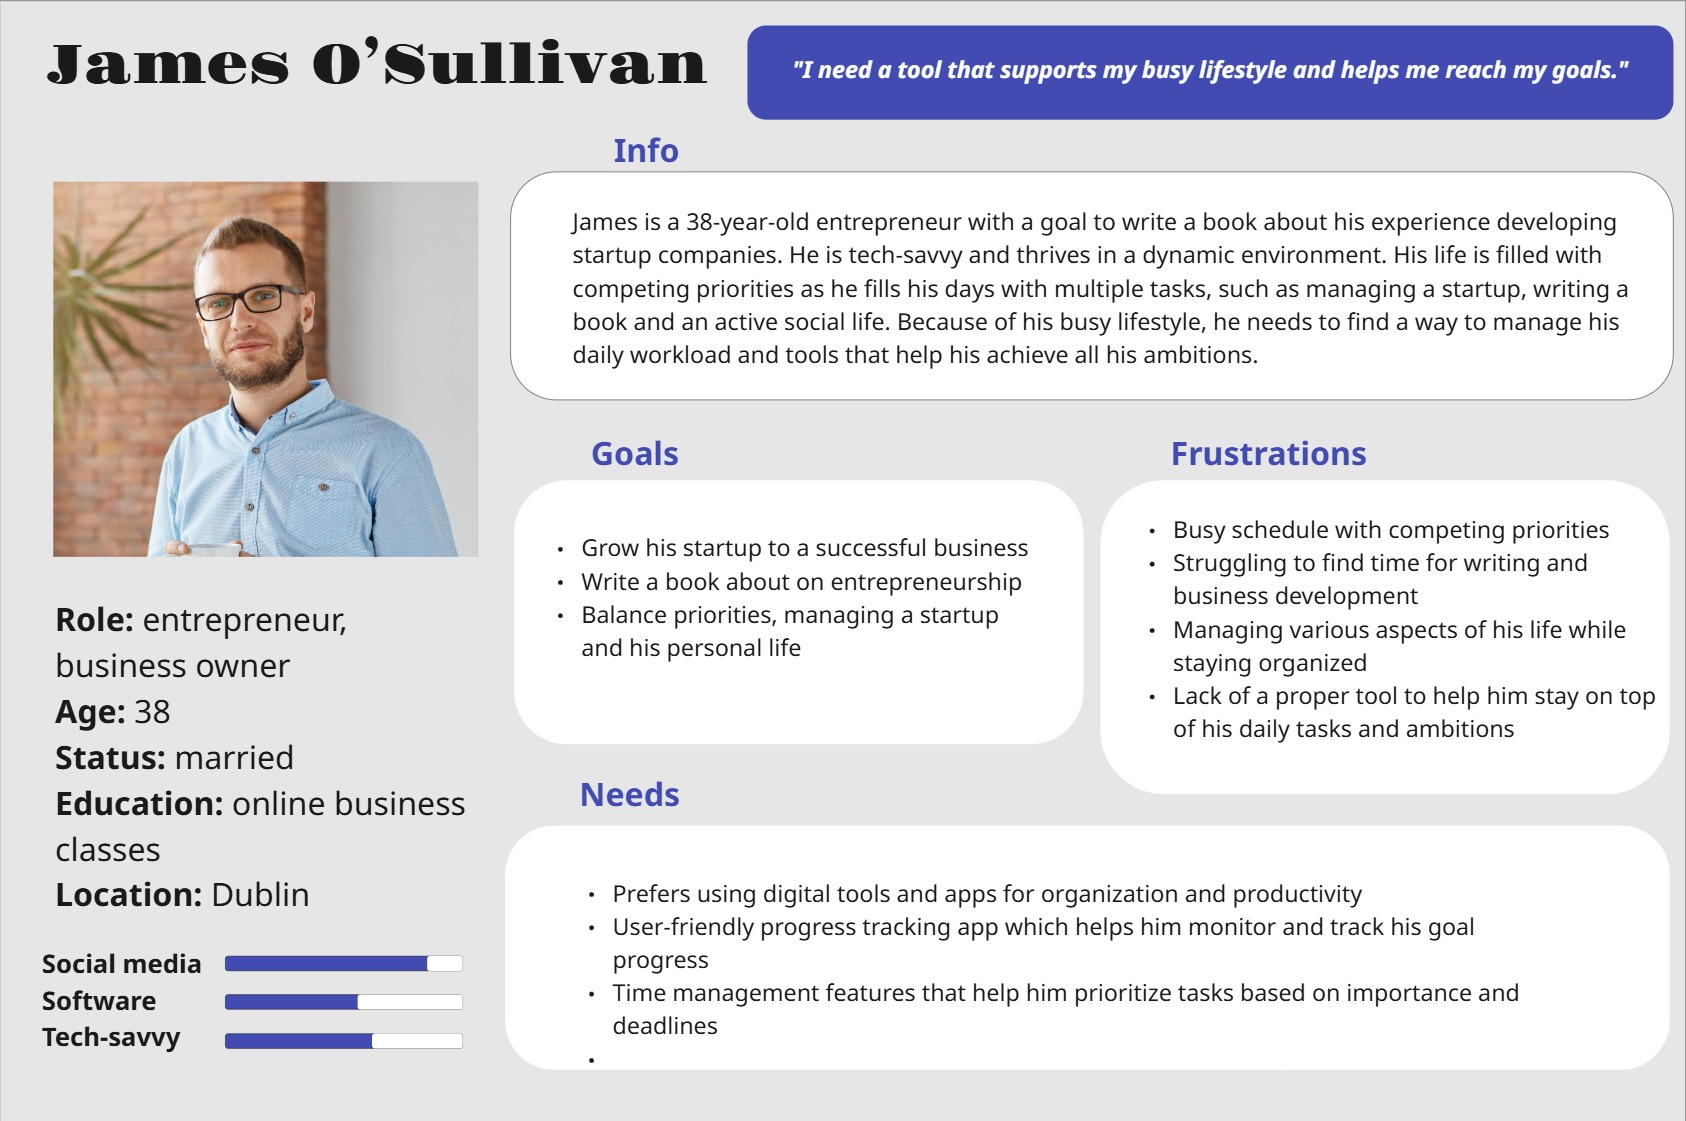 James O’Sullivan
"I need a tool that supports my busy lifestyle and helps me reach my goals."
Info
James is a 38-year-old entrepreneur with a goal to write a book about his experience developing
startup companies. He is tech-savvy and thrives in a dynamic environment. His life is filled with
competing priorities as he fills his days with multiple tasks, such as managing a startup, writing a
book and an active social life. Because of his busy lifestyle, he needs to find a way to manage his
daily workload and tools that help his achieve all his ambitions.
Role: entrepreneur,
business owner
Age: 38
Status: married
Education: online business
classes
Location: Dublin
Social media
Software
Tech-savvy
Goals
• Grow his startup to a successful business
• Write a book about on entrepreneurship
• Balance priorities, managing a startup
and his personal life
Frustrations
• Busy schedule with competing priorities
• Struggling to find time for writing and
business development
• Managing various aspects of his life while
staying organized
• Lack of a proper tool to help him stay on top
of his daily tasks and ambitions
Needs
• Prefers using digital tools and apps for organization and productivity
• User-friendly progress tracking app which helps him monitor and track his goal
progress
• Time management features that help him prioritize tasks based on importance and
deadlines
•